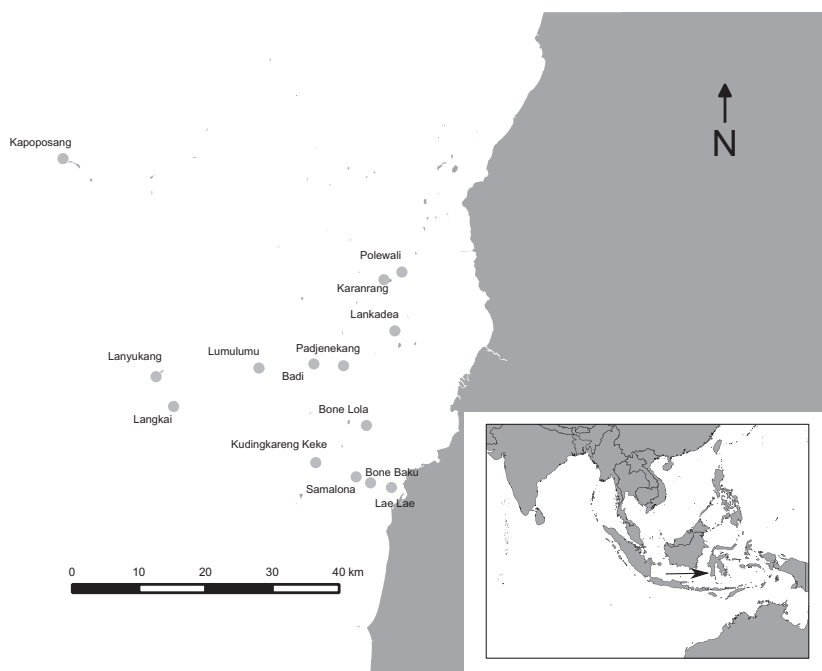 N
Kapoposang
Polewali
Karanrang
Lankadea
Padjenekang
Lumulumu
Lanyukang
Badi
Bone Lola
Langkai
Kudingkareng Keke
Bone Baku
Samalona
Lae Lae
0 10 20 30 40 km